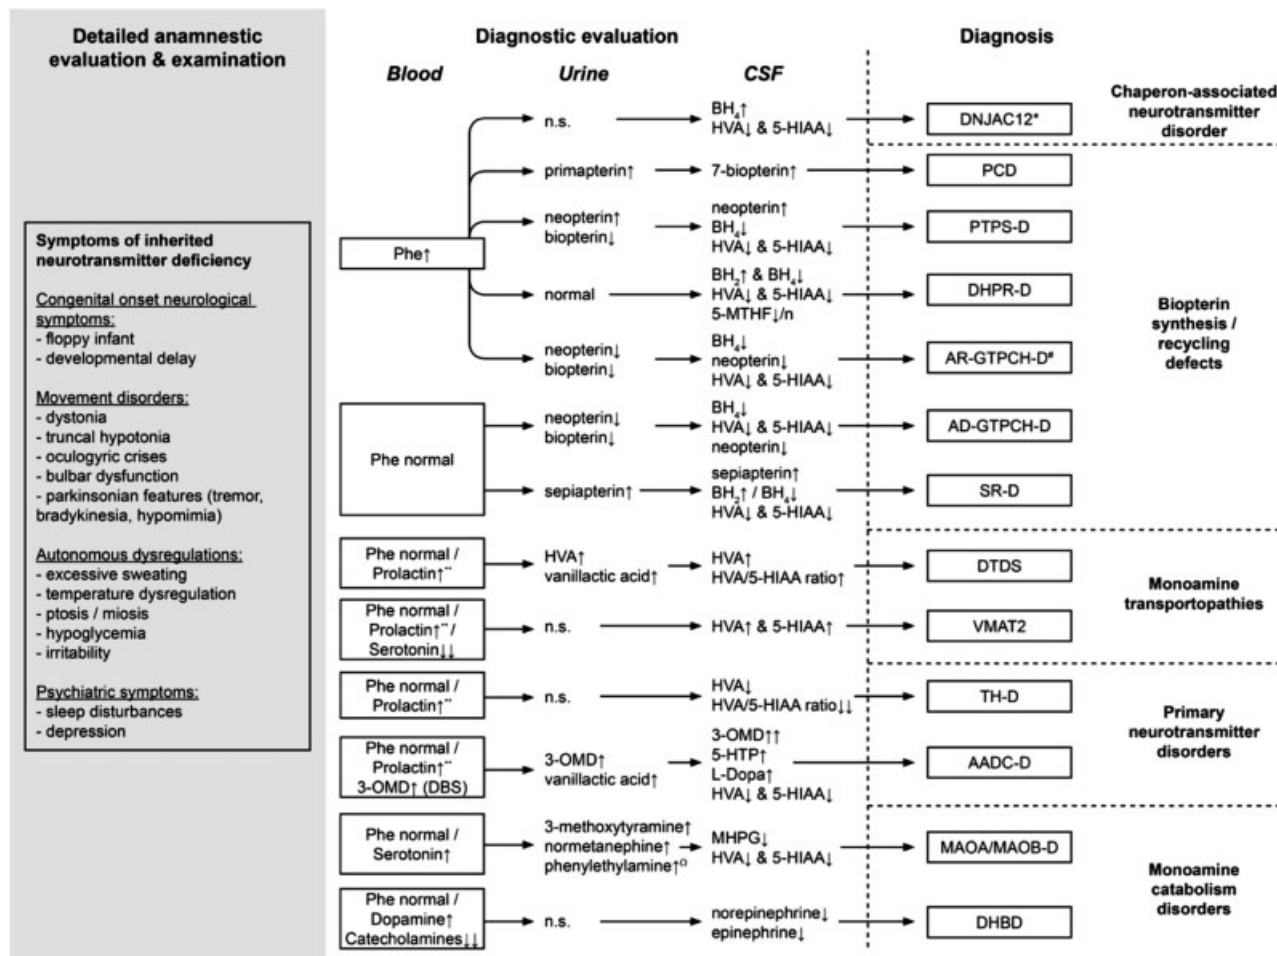 Detailed anamnestic
evaluation & examination
Symptoms of inherited
neurotransmitter deficiency
Congenital onset neurological
symptoms:
- floppy infant
- developmental delay
Movement disorders:
- dystonia
- truncal hypotonia
- oculogyric crises
- bulbar dysfunction
- parkinsonian features (tremor,
bradykinesia, hypomimia)
Autonomous dysregulations:
- excessive sweating
- temperature dysregulation
- ptosis / miosis
- hypoglycemia
- irritability
Psychiatric symptoms:
- sleep disturbances
- depression
Diagnostic evaluation
Diagnosis
Blood
Urine
CSF
Phe↑
n.s.
BH₄↑
HVA↓ & 5-HIAA↓
DNJAC12*
Chaperon-associated
neurotransmitter
disorder
primapterin↑
7-biopterin↑
PCD
neopterin↑
biopterin↓
neopterin↑
BH₄↓
HVA↓ & 5-HIAA↓
PTPS-D
normal
BH₂↑ & BH₄↓
HVA↓ & 5-HIAA↓
5-MTHF↓/n
DHPR-D
neopterin↓
biopterin↓
BH₄↓
neopterin↓
HVA↓ & 5-HIAA↓
AR-GTPCH-D#
Biopterin
synthesis /
recycling
defects
Phe normal
neopterin↓
biopterin↓
BH₄↓
HVA↓ & 5-HIAA↓
neopterin↓
AD-GTPCH-D
sepiapterin↑
sepiapterin↑
BH₂↑ / BH₄↓
HVA↓ & 5-HIAA↓
SR-D
Phe normal /
Prolactin↑¨
HVA↑
vanillactic acid↑
HVA↑
HVA/5-HIAA ratio↑
DTDS
Monoamine
transportopathies
Phe normal /
Prolactin↑¨ /
Serotonin↓↓
n.s.
HVA↑ & 5-HIAA↑
VMAT2
Phe normal /
Prolactin↑¨
n.s.
HVA↓
HVA/5-HIAA ratio↓↓
TH-D
Primary
neurotransmitter
disorders
Phe normal /
Prolactin↑¨
3-OMD↑ (DBS)
3-OMD↑
vanillactic acid↑
3-OMD↑↑
5-HTP↑
L-Dopa↑
HVA↓ & 5-HIAA↓
AADC-D
Phe normal /
Serotonin↑
3-methoxytyramine↑
normetanephine↑
phenylethylamine↑Ω
MHPG↓
HVA↓ & 5-HIAA↓
MAOA/MAOB-D
Monoamine
catabolism
disorders
Phe normal /
Dopamine↑
Catecholamines↓↓
n.s.
norepinephrine↓
epinephrine↓
DHBD